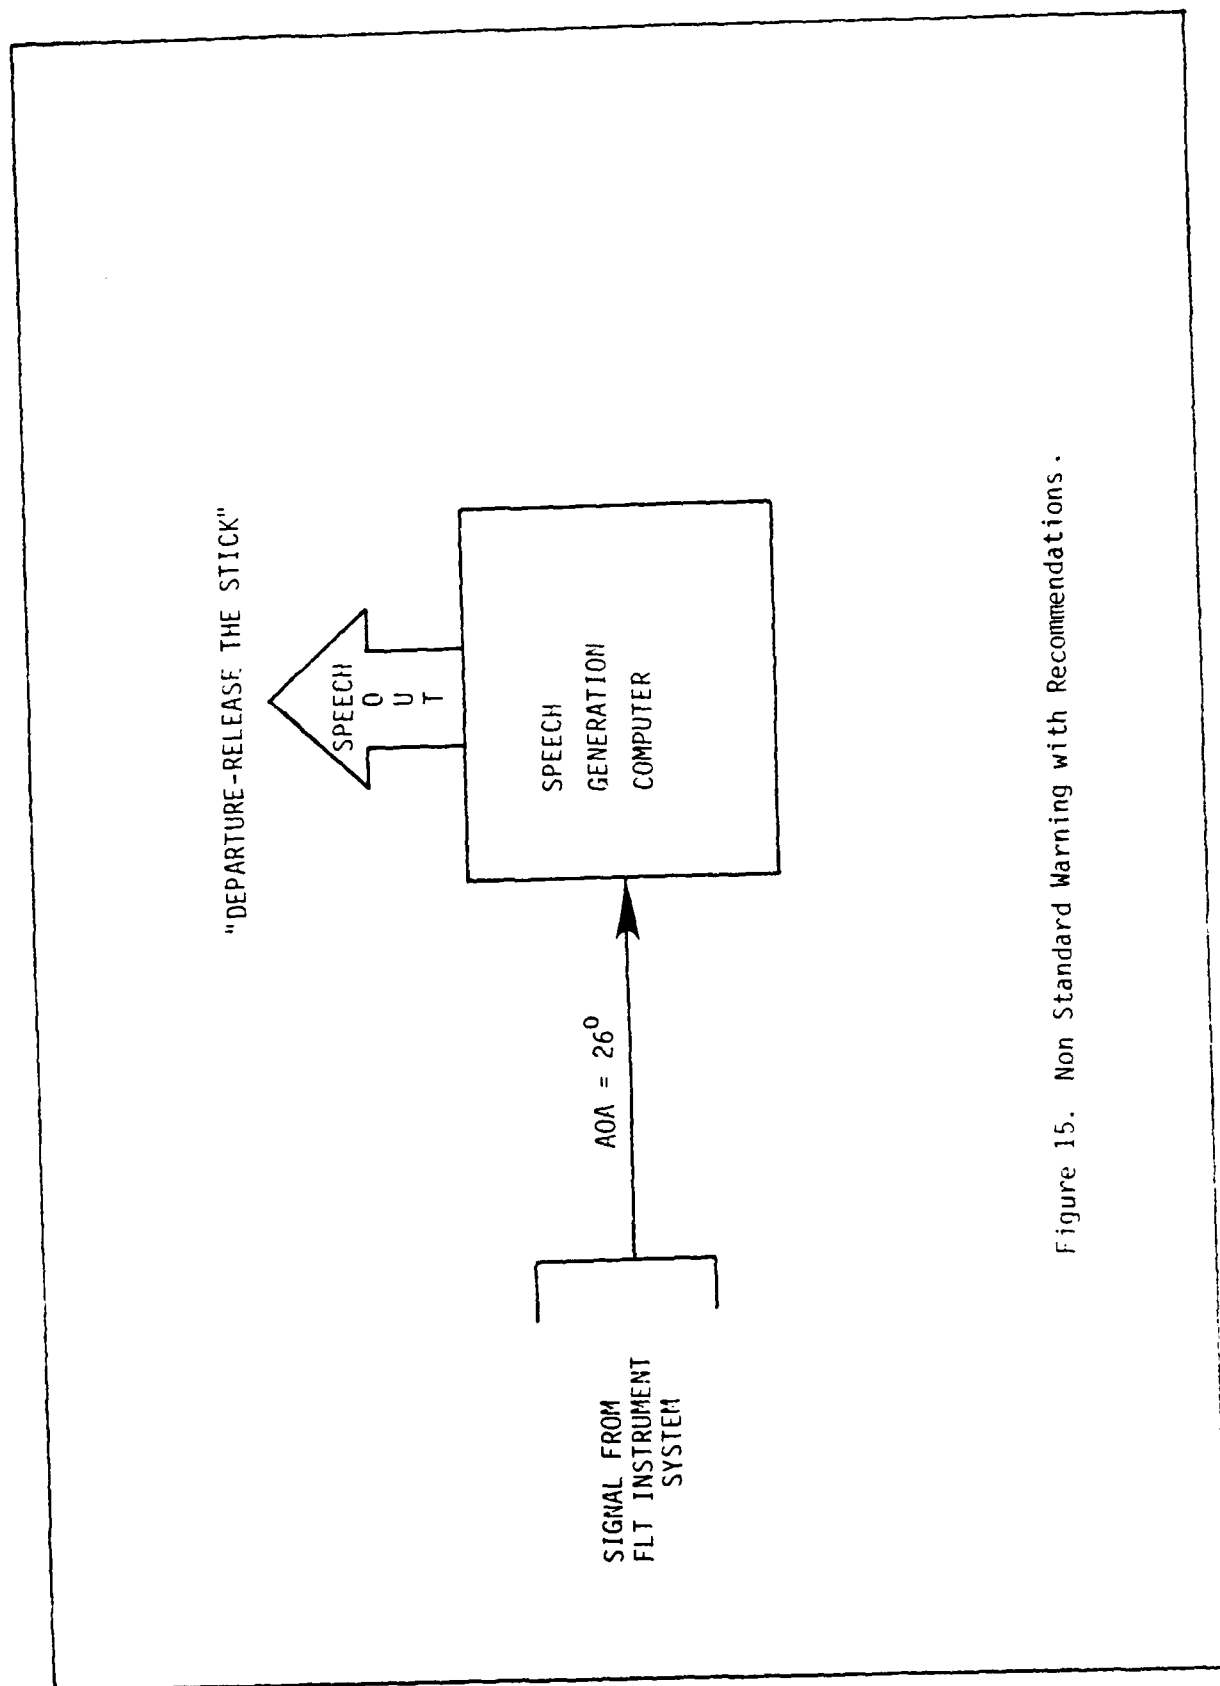 "DEPARTURE-RELEASE THE STICK"
SPEECH
O
U
T
SPEECH
GENERATION
COMPUTER
AOA = 26⁰
SIGNAL FROM
FLT INSTRUMENT
SYSTEM
Figure 15. Non Standard Warning with Recommendations.